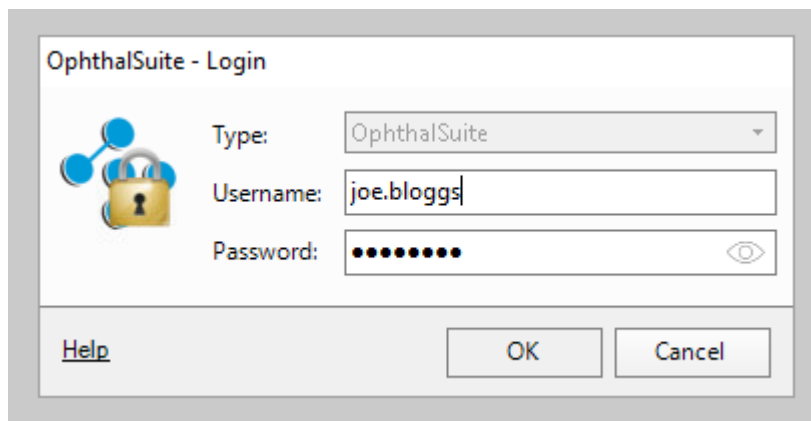 OphthalSuite - Login
Type: OphthalSuite
Username: joe.bloggs
Password: ●●●●●●●●
Help OK Cancel